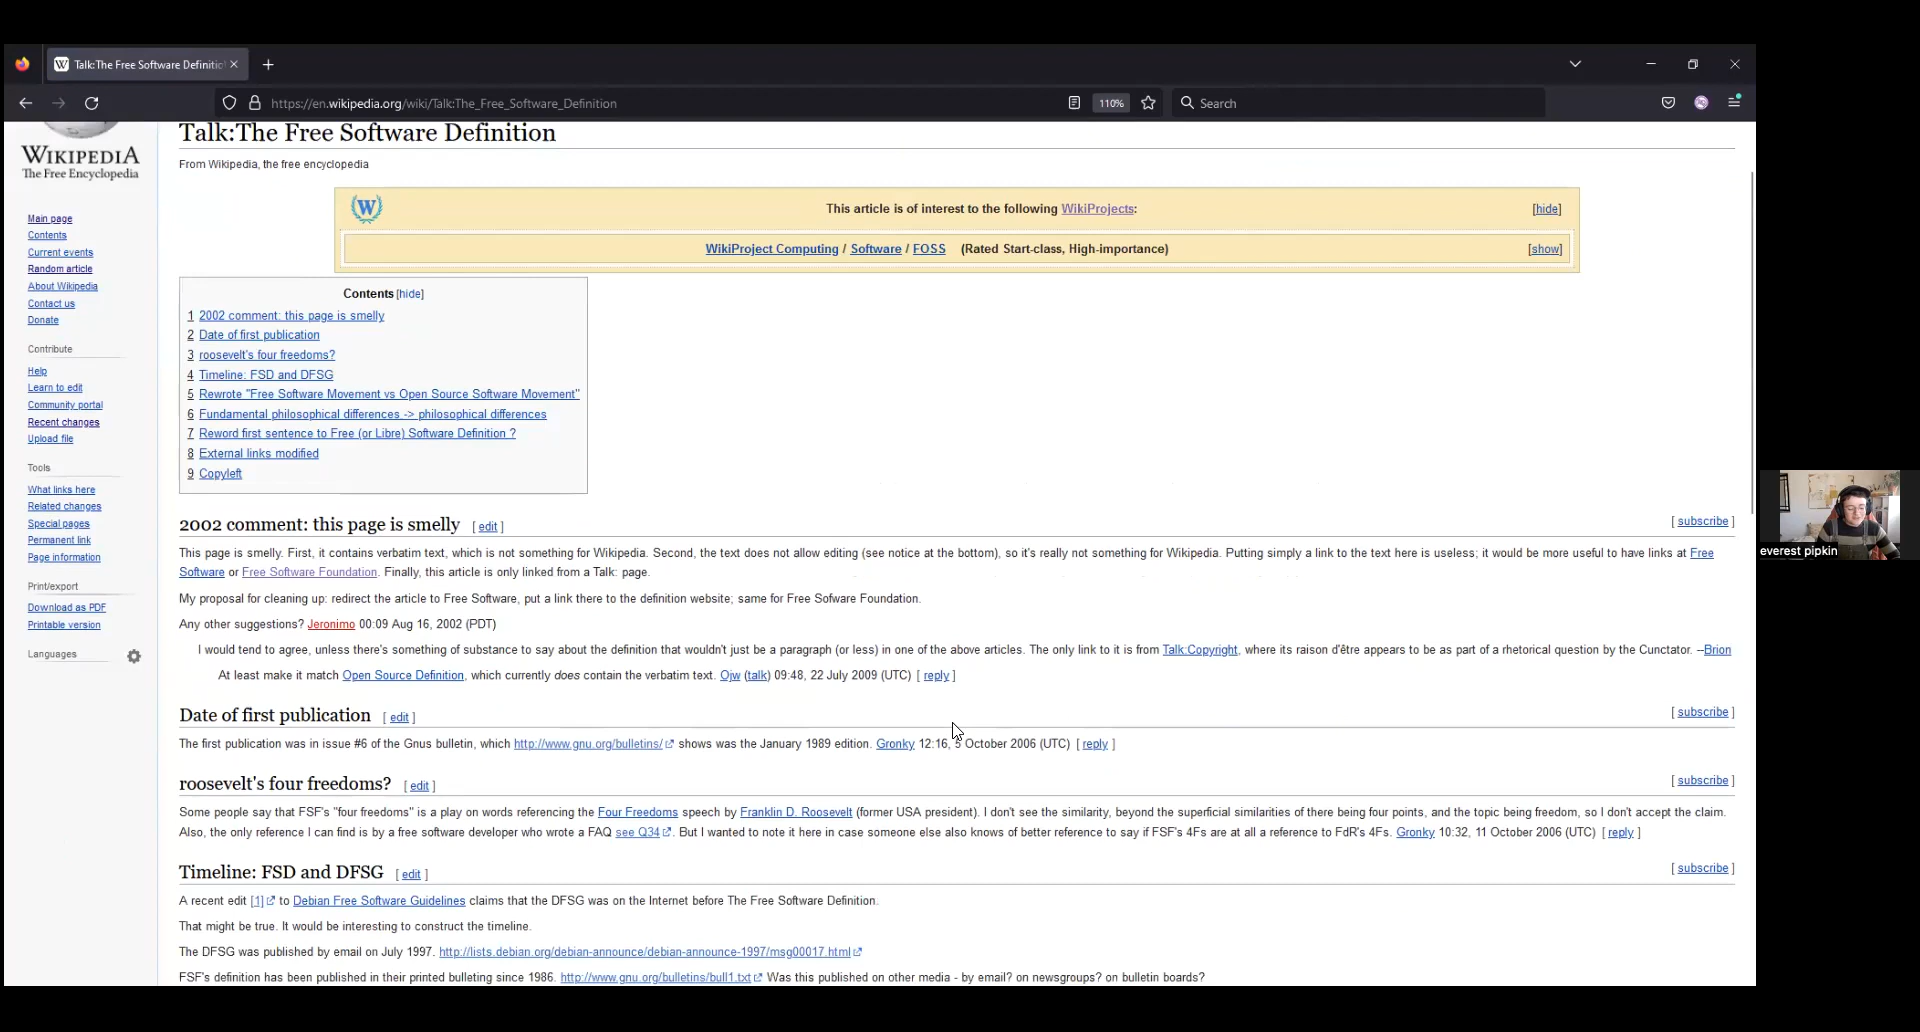 Talk:The Free Software Definitio
https://en.wikipedia.org/wiki/Talk:The_Free_Software_Definition
110%
Search
WIKIPEDIA
The Free Encyclopedia
Main page
Contents
Current events
Random article
About Wikipedia
Contact us
Donate
Contribute
Help
Learn to edit
Community portal
Recent changes
Upload file
Tools
What links here
Related changes
Special pages
Permanent link
Page information
Print/export
Download as PDF
Printable version
Languages
Talk:The Free Software Definition
From Wikipedia, the free encyclopedia
This article is of interest to the following WikiProjects: [hide]
WikiProject Computing / Software / FOSS (Rated Start-class, High-importance) [show]
Contents [hide]
1 2002 comment: this page is smelly
2 Date of first publication
3 roosevelt's four freedoms?
4 Timeline: FSD and DFSG
5 Rewrote "Free Software Movement vs Open Source Software Movement"
6 Fundamental philosophical differences -> philosophical differences
7 Reword first sentence to Free (or Libre) Software Definition ?
8 External links modified
9 Copyleft
2002 comment: this page is smelly [ edit ] [ subscribe ]
This page is smelly. First, it contains verbatim text, which is not something for Wikipedia. Second, the text does not allow editing (see notice at the bottom), so it's really not something for Wikipedia. Putting simply a link to the text here is useless; it would be more useful to have links at Free
Software or Free Software Foundation. Finally, this article is only linked from a Talk: page.
My proposal for cleaning up: redirect the article to Free Software, put a link there to the definition website; same for Free Sofware Foundation.
Any other suggestions? Jeronimo 00:09 Aug 16, 2002 (PDT)
I would tend to agree, unless there's something of substance to say about the definition that wouldn't just be a paragraph (or less) in one of the above articles. The only link to it is from Talk:Copyright, where its raison d'être appears to be as part of a rhetorical question by the Cunctator. --Brion
At least make it match Open Source Definition, which currently does contain the verbatim text. Ojw (talk) 09:48, 22 July 2009 (UTC) [ reply ]
Date of first publication [ edit ] [ subscribe ]
The first publication was in issue #6 of the Gnus bulletin, which http://www.gnu.org/bulletins/ shows was the January 1989 edition. Gronky 12:16, 5 October 2006 (UTC) [ reply ]
roosevelt's four freedoms? [ edit ] [ subscribe ]
Some people say that FSF's "four freedoms" is a play on words referencing the Four Freedoms speech by Franklin D. Roosevelt (former USA president). I don't see the similarity, beyond the superficial similarities of there being four points, and the topic being freedom, so I don't accept the claim.
Also, the only reference I can find is by a free software developer who wrote a FAQ see Q34. But I wanted to note it here in case someone else also knows of better reference to say if FSF's 4Fs are at all a reference to FdR's 4Fs. Gronky 10:32, 11 October 2006 (UTC) [ reply ]
Timeline: FSD and DFSG [ edit ] [ subscribe ]
A recent edit [1] to Debian Free Software Guidelines claims that the DFSG was on the Internet before The Free Software Definition.
That might be true. It would be interesting to construct the timeline.
The DFSG was published by email on July 1997. http://lists.debian.org/debian-announce/debian-announce-1997/msg00017.html
FSF's definition has been published in their printed bulleting since 1986. http://www.gnu.org/bulletins/bull1.txt Was this published on other media - by email? on newsgroups? on bulletin boards?
everest pipkin